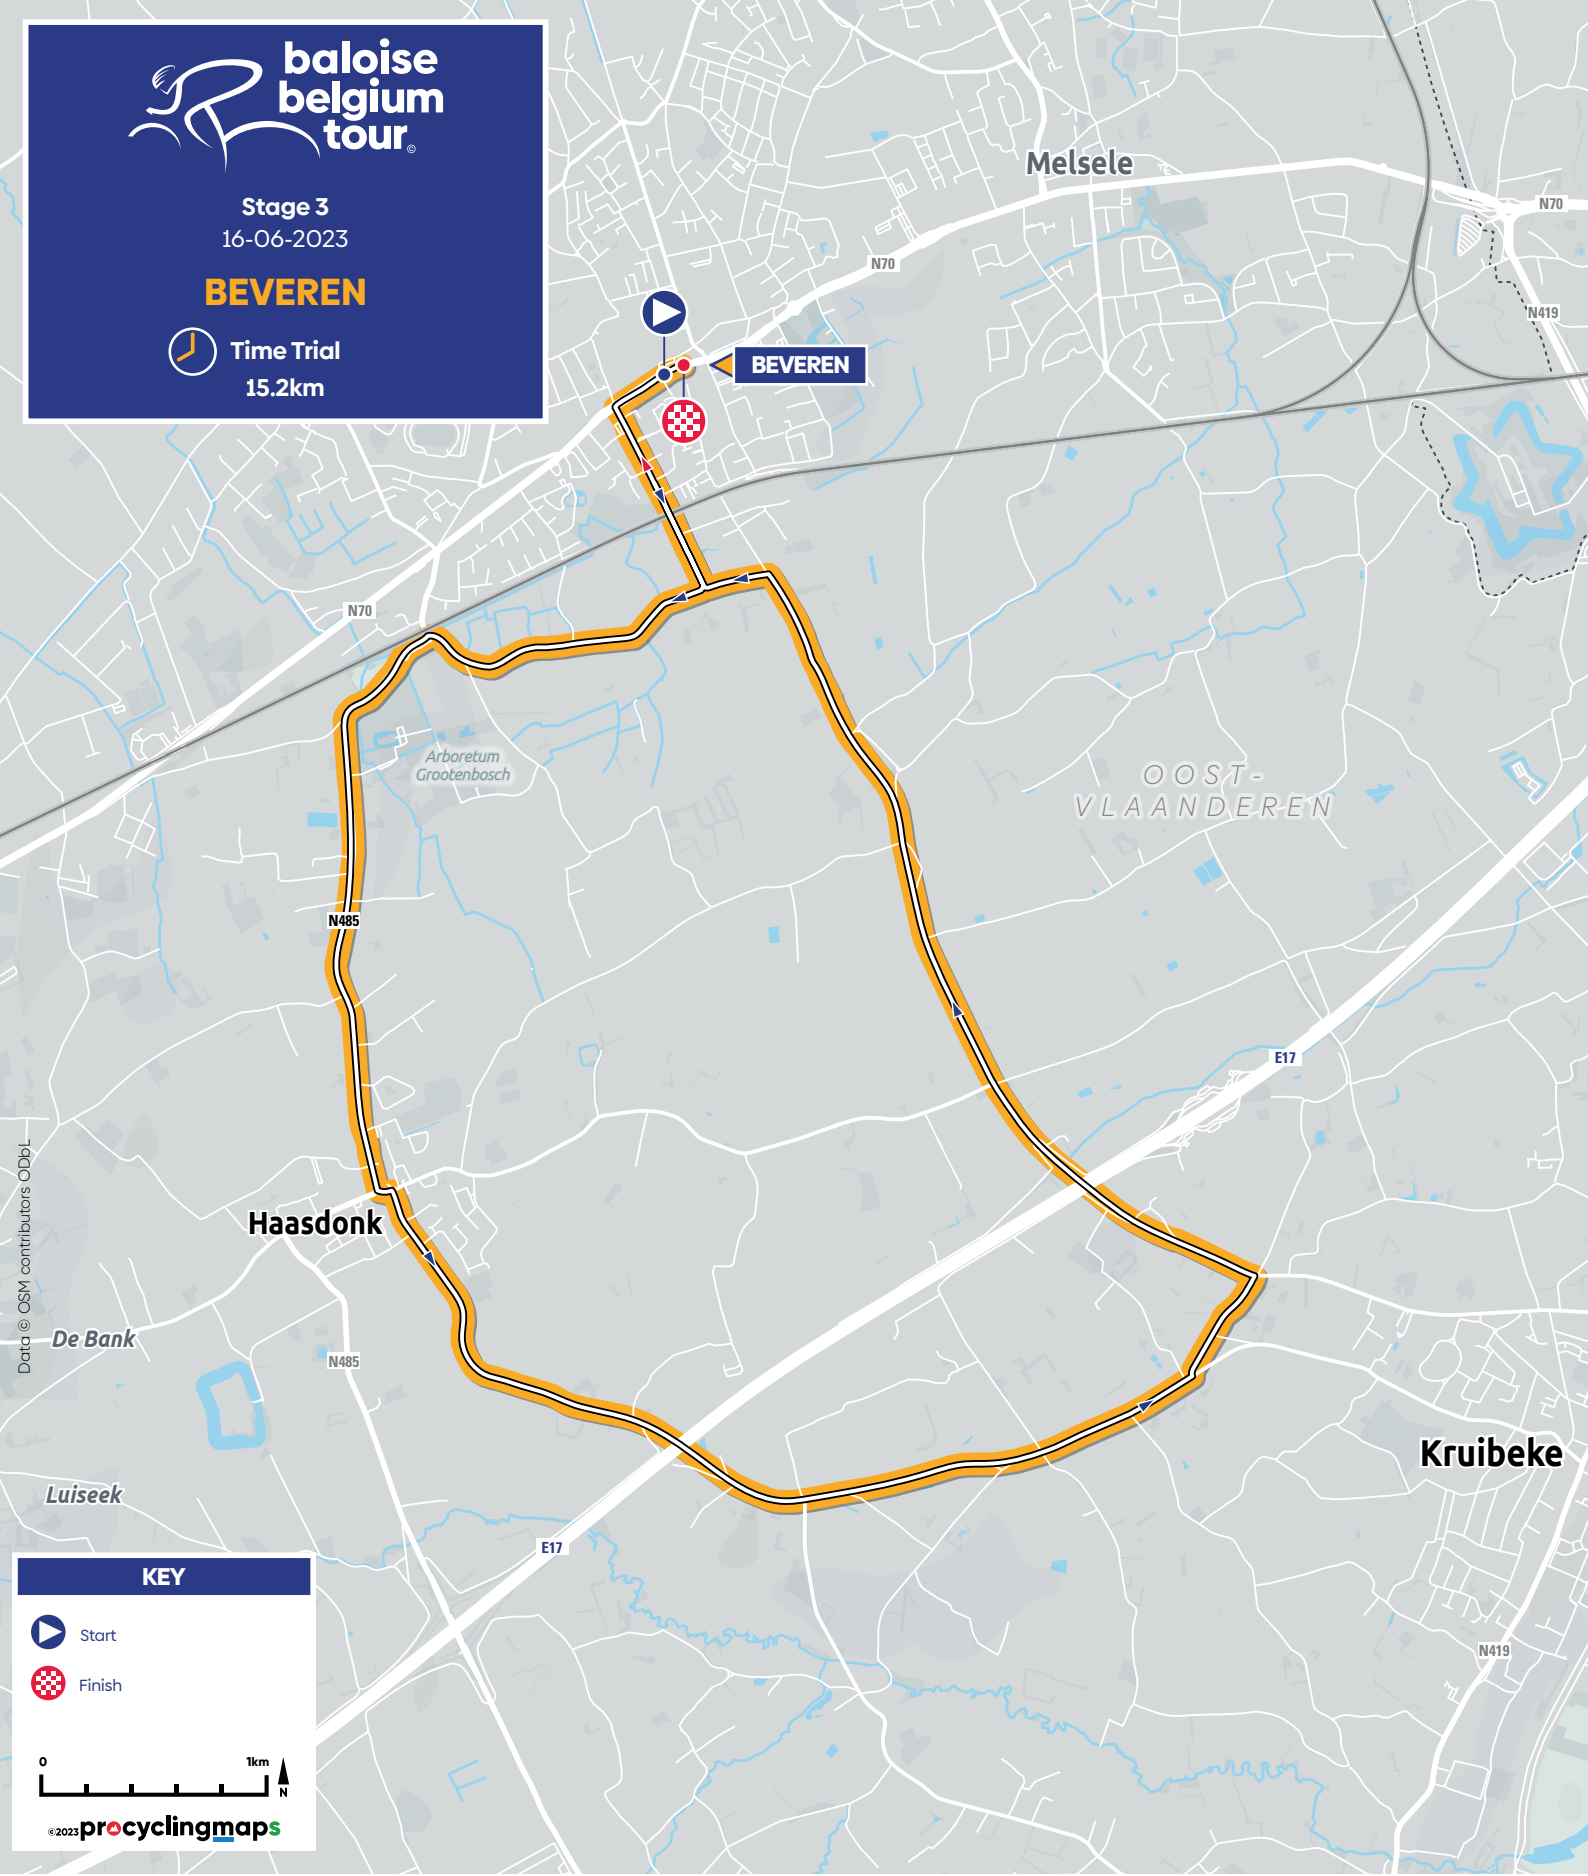 baloise
belgium
tour©
Stage 3
16-06-2023
BEVEREN
Time Trial
15.2km
Melsele
N70
N70
N419
BEVEREN
N70
Arboretum
Grootenbosch
OOST-
VLAANDEREN
N485
E17
Haasdonk
De Bank
N485
Kruibeke
Luiseek
E17
N419
Data © OSM contributors ODbL
KEY
Start
Finish
0 1km
N
©2023 procyclingmaps